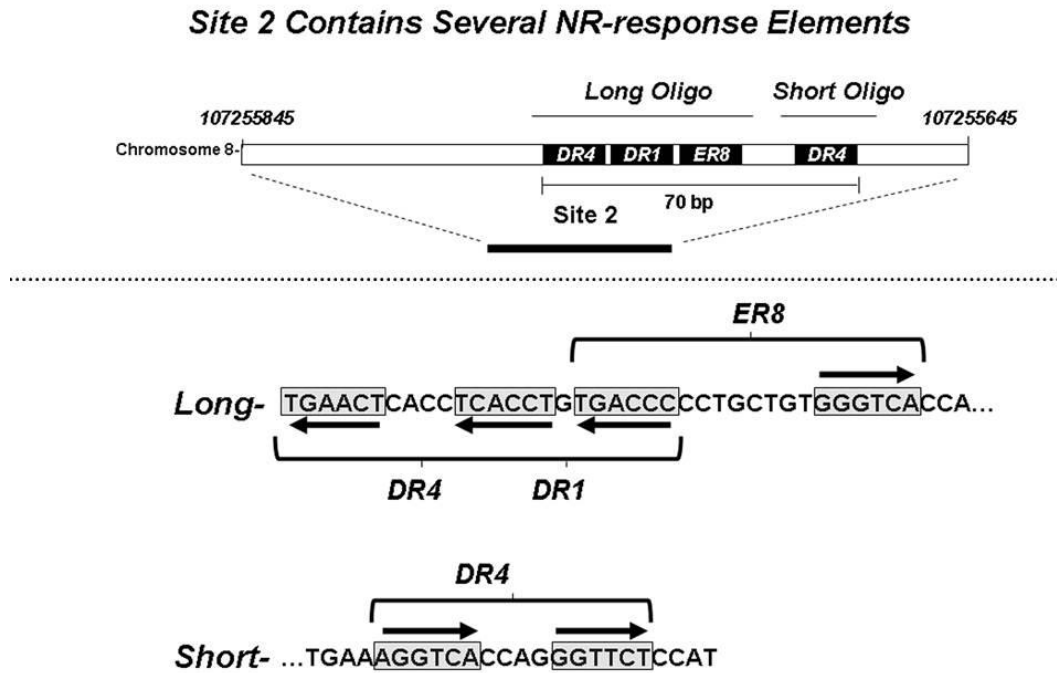 Site 2 Contains Several NR-response Elements
Long Oligo Short Oligo
107255845 107255645
Chromosome 8- DR4 DR1 ER8 DR4
70 bp
Site 2
ER8
Long- TGAACTCACCTCACCTGTGACCCCCTGCTGTGGGTCACCA...
DR4 DR1
DR4
Short- ...TGAAAGGTCACCAGGGTTCTCCAT